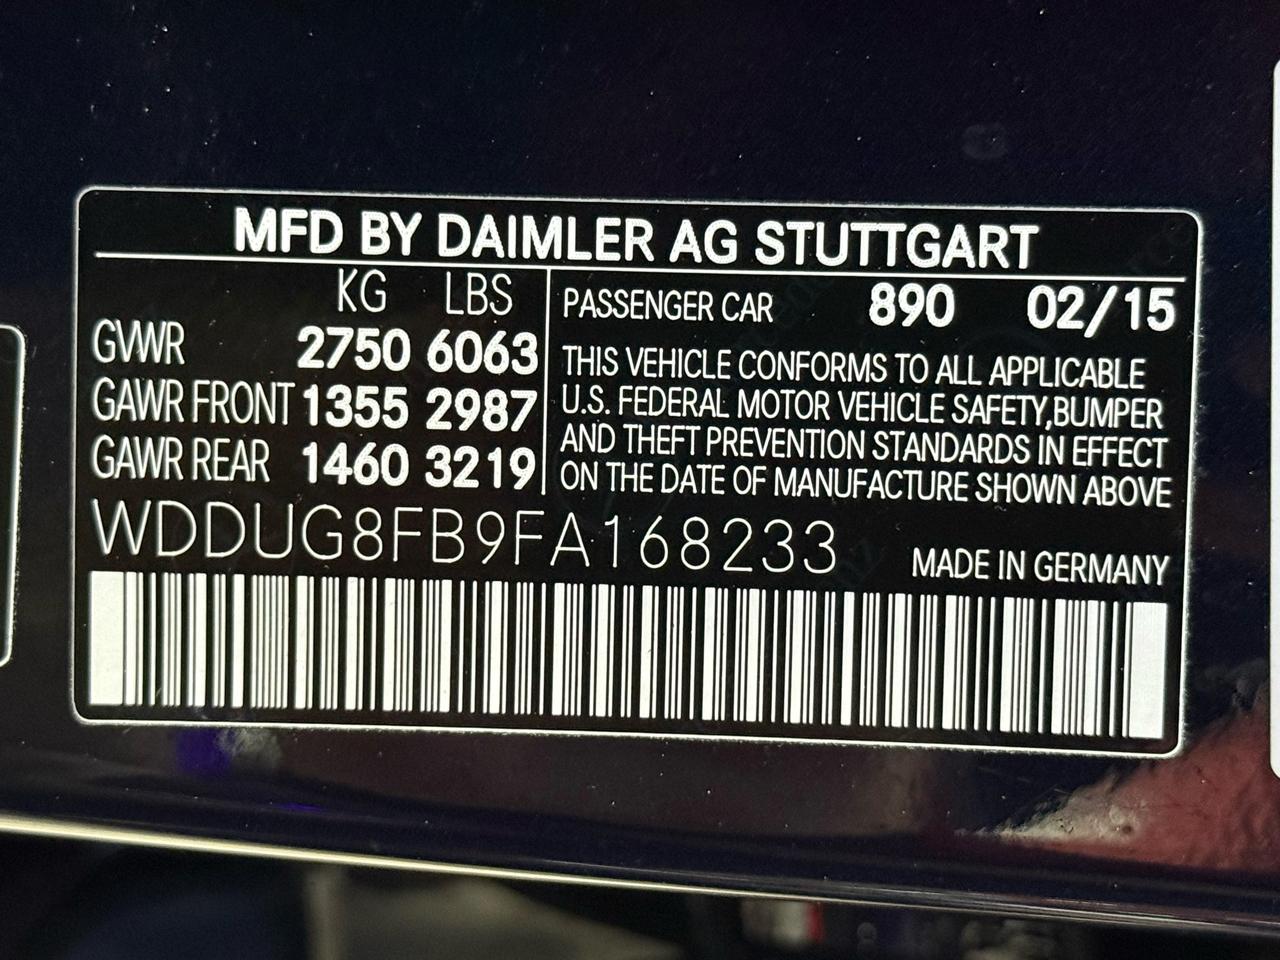 MFD BY DAIMLER AG STUTTGART
KG LBS
GVWR 2750 6063
GAWR FRONT 1355 2987
GAWR REAR 1460 3219
PASSENGER CAR 890 02/15
THIS VEHICLE CONFORMS TO ALL APPLICABLE
U.S. FEDERAL MOTOR VEHICLE SAFETY,BUMPER
AND THEFT PREVENTION STANDARDS IN EFFECT
ON THE DATE OF MANUFACTURE SHOWN ABOVE
WDDUG8FB9FA168233
MADE IN GERMANY